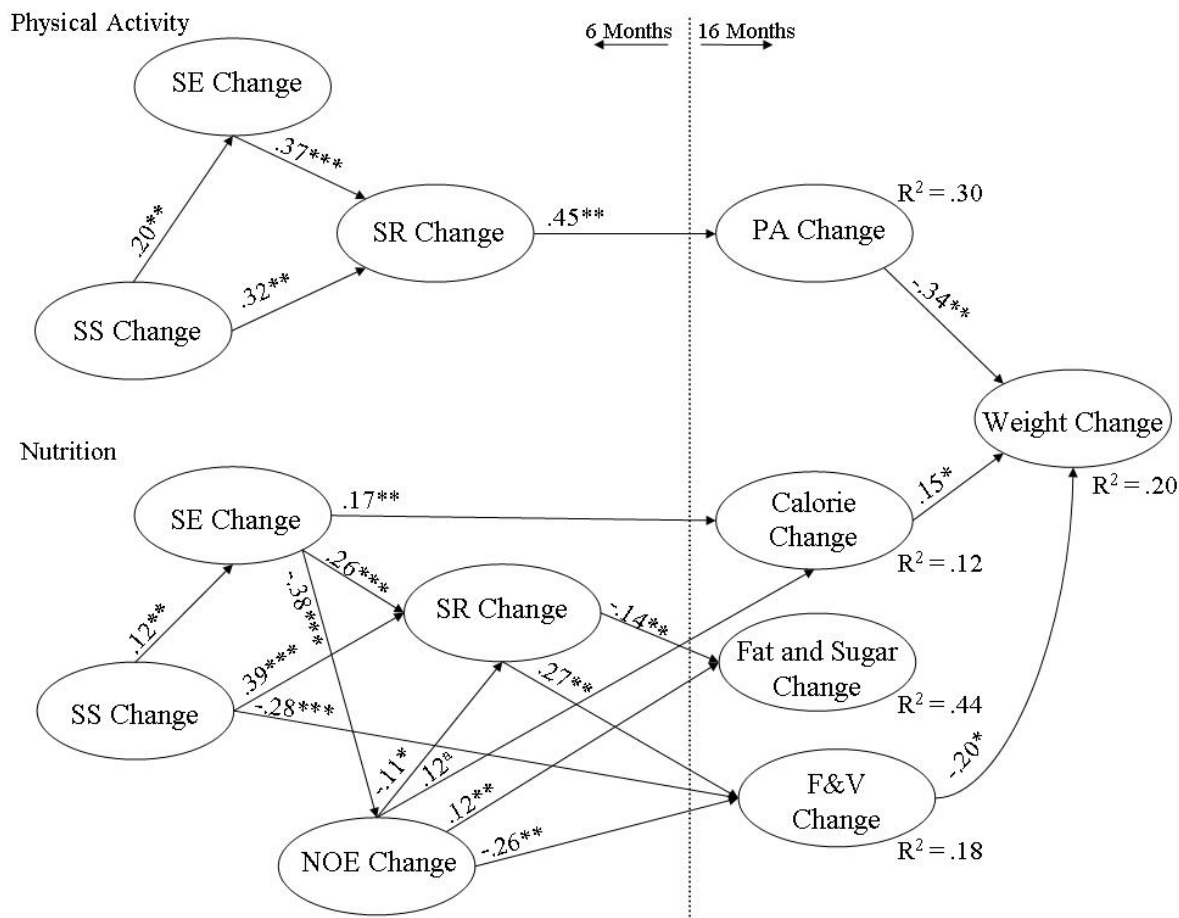 Physical Activity
6 Months
16 Months
SE Change
.37***
.20**
SR Change
.45**
PA Change
R² = .30
.32**
SS Change
-.34**
Weight Change
R² = .20
Nutrition
SE Change
.17**
Calorie
Change
.15*
R² = .12
.26***
-.38***
SR Change
-.14**
.12**
.39***
Fat and Sugar
Change
R² = .44
SS Change
-.28***
.27**
-.11*
.12ª
.12**
F&V
Change
-.20*
R² = .18
NOE Change
-.26**